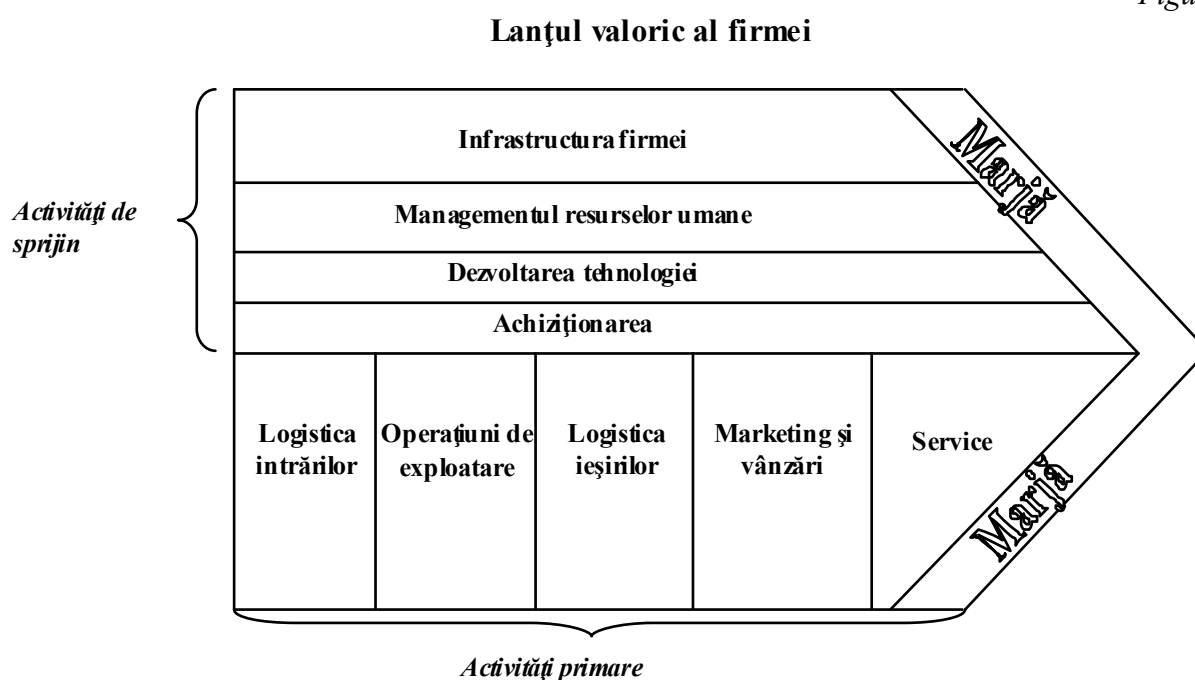 Lanţul valoric al firmei
Infrastructura firmei
Marjă
Activităţi de
sprijin
Managementul resurselor umane
Dezvoltarea tehnologiei
Achiziţionarea
Logistica
intrărilor
Operaţiuni de
exploatare
Logistica
ieşirilor
Marketing şi
vânzări
Service
Marjă
Activităţi primare